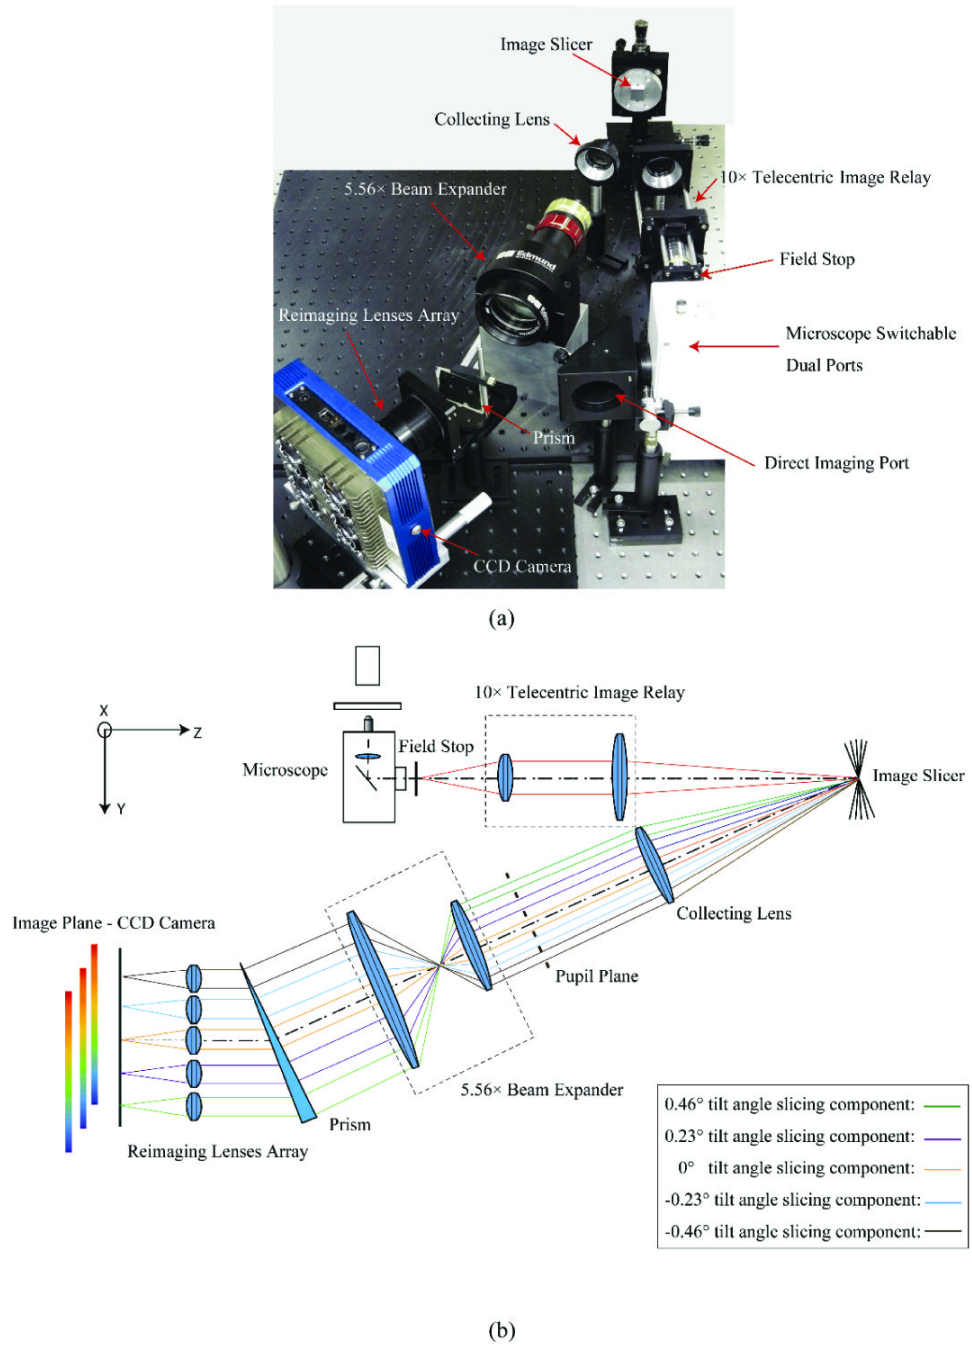 Image Slicer
Collecting Lens
10× Telecentric Image Relay
5.56× Beam Expander
Field Stop
Edmund
Reimaging Lenses Array
Microscope Switchable
Dual Ports
Prism
Direct Imaging Port
CCD Camera
(a)
10× Telecentric Image Relay
X
Z
Y
Field Stop
Microscope
Image Slicer
Collecting Lens
Image Plane - CCD Camera
Pupil Plane
5.56× Beam Expander
Prism
Reimaging Lenses Array
0.46° tilt angle slicing component:
0.23° tilt angle slicing component:
0° tilt angle slicing component:
-0.23° tilt angle slicing component:
-0.46° tilt angle slicing component:
(b)